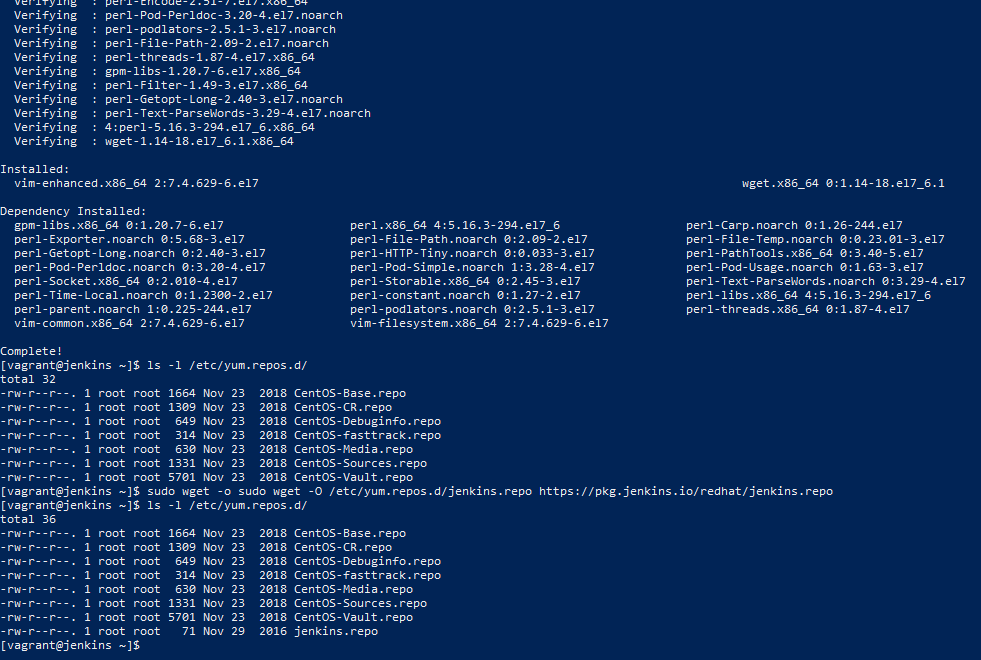 Verifying  : perl-Encode-2.51-7.el7.x86_64
Verifying  : perl-Pod-Perldoc-3.20-4.el7.noarch
Verifying  : perl-podlators-2.5.1-3.el7.noarch
Verifying  : perl-File-Path-2.09-2.el7.noarch
Verifying  : perl-threads-1.87-4.el7.x86_64
Verifying  : gpm-libs-1.20.7-6.el7.x86_64
Verifying  : perl-Filter-1.49-3.el7.x86_64
Verifying  : perl-Getopt-Long-2.40-3.el7.noarch
Verifying  : perl-Text-ParseWords-3.29-4.el7.noarch
Verifying  : 4:perl-5.16.3-294.el7_6.x86_64
Verifying  : wget-1.14-18.el7_6.1.x86_64
Installed:
vim-enhanced.x86_64 2:7.4.629-6.el7 wget.x86_64 0:1.14-18.el7_6.1
Dependency Installed:
gpm-libs.x86_64 0:1.20.7-6.el7 perl.x86_64 4:5.16.3-294.el7_6 perl-Carp.noarch 0:1.26-244.el7
perl-Exporter.noarch 0:5.68-3.el7 perl-File-Path.noarch 0:2.09-2.el7 perl-File-Temp.noarch 0:0.23.01-3.el7
perl-Getopt-Long.noarch 0:2.40-3.el7 perl-HTTP-Tiny.noarch 0:0.033-3.el7 perl-PathTools.x86_64 0:3.40-5.el7
perl-Pod-Perldoc.noarch 0:3.20-4.el7 perl-Pod-Simple.noarch 1:3.28-4.el7 perl-Pod-Usage.noarch 0:1.63-3.el7
perl-Socket.x86_64 0:2.010-4.el7 perl-Storable.x86_64 0:2.45-3.el7 perl-Text-ParseWords.noarch 0:3.29-4.el7
perl-Time-Local.noarch 0:1.2300-2.el7 perl-constant.noarch 0:1.27-2.el7 perl-libs.x86_64 4:5.16.3-294.el7_6
perl-parent.noarch 1:0.225-244.el7 perl-podlators.noarch 0:2.5.1-3.el7 perl-threads.x86_64 0:1.87-4.el7
vim-common.x86_64 2:7.4.629-6.el7 vim-filesystem.x86_64 2:7.4.629-6.el7
Complete!
[vagrant@jenkins ~]$ ls -l /etc/yum.repos.d/
total 32
-rw-r--r--. 1 root root 1664 Nov 23  2018 CentOS-Base.repo
-rw-r--r--. 1 root root 1309 Nov 23  2018 CentOS-CR.repo
-rw-r--r--. 1 root root  649 Nov 23  2018 CentOS-Debuginfo.repo
-rw-r--r--. 1 root root  314 Nov 23  2018 CentOS-fasttrack.repo
-rw-r--r--. 1 root root  630 Nov 23  2018 CentOS-Media.repo
-rw-r--r--. 1 root root 1331 Nov 23  2018 CentOS-Sources.repo
-rw-r--r--. 1 root root 5701 Nov 23  2018 CentOS-Vault.repo
[vagrant@jenkins ~]$ sudo wget -o sudo wget -O /etc/yum.repos.d/jenkins.repo https://pkg.jenkins.io/redhat/jenkins.repo
[vagrant@jenkins ~]$ ls -l /etc/yum.repos.d/
total 36
-rw-r--r--. 1 root root 1664 Nov 23  2018 CentOS-Base.repo
-rw-r--r--. 1 root root 1309 Nov 23  2018 CentOS-CR.repo
-rw-r--r--. 1 root root  649 Nov 23  2018 CentOS-Debuginfo.repo
-rw-r--r--. 1 root root  314 Nov 23  2018 CentOS-fasttrack.repo
-rw-r--r--. 1 root root  630 Nov 23  2018 CentOS-Media.repo
-rw-r--r--. 1 root root 1331 Nov 23  2018 CentOS-Sources.repo
-rw-r--r--. 1 root root 5701 Nov 23  2018 CentOS-Vault.repo
-rw-r--r--. 1 root root   71 Nov 29  2016 jenkins.repo
[vagrant@jenkins ~]$